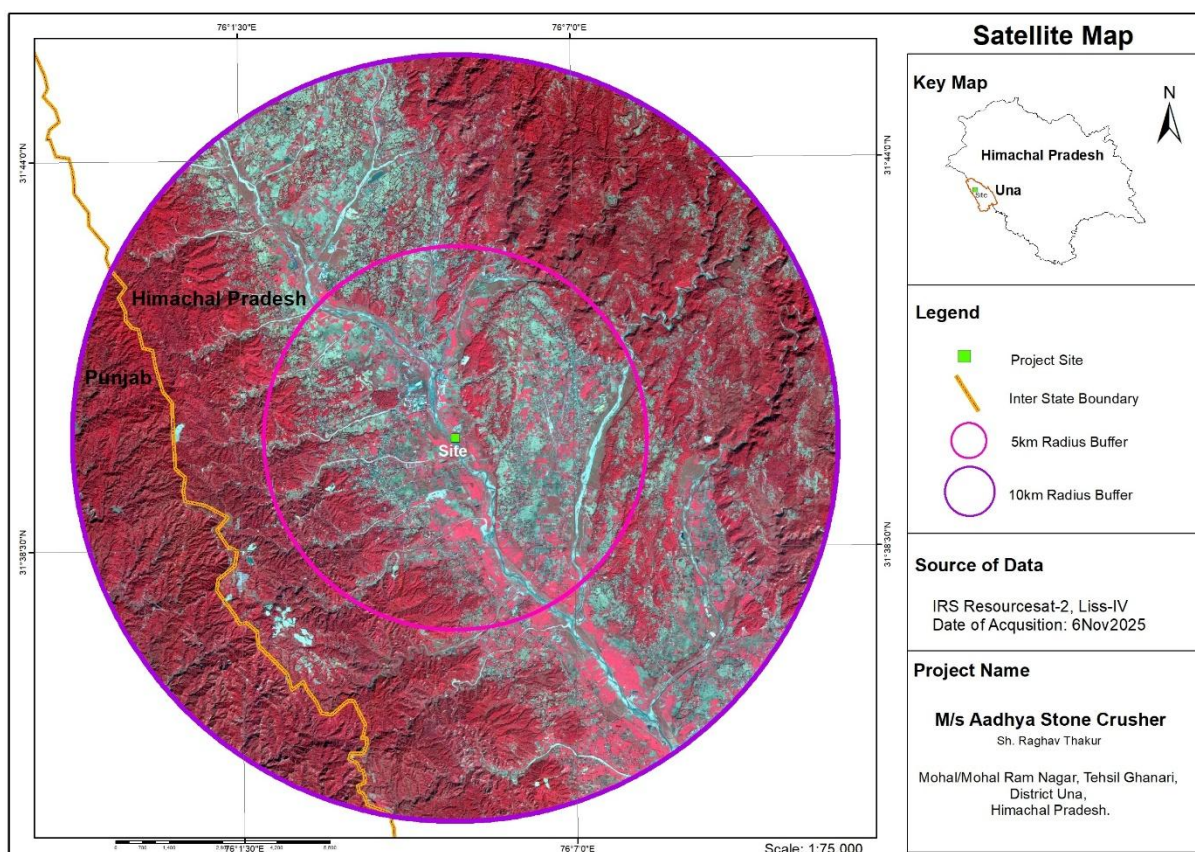 Satellite Map
76°1'30"E
76°7'0"E
31°44'0"N
31°44'0"N
Himachal Pradesh
Punjab
Site
31°38'30"N
31°38'30"N
76°1'30"E
76°7'0"E
Scale: 1:75,000
Key Map
N
Himachal Pradesh
Una
Site
Legend
Project Site
Inter State Boundary
5km Radius Buffer
10km Radius Buffer
Source of Data
IRS Resourcesat-2, Liss-IV
Date of Acqusition: 6Nov2025
Project Name
M/s Aadhya Stone Crusher
Sh. Raghav Thakur
Mohal/Mohal Ram Nagar, Tehsil Ghanari,
District Una,
Himachal Pradesh.